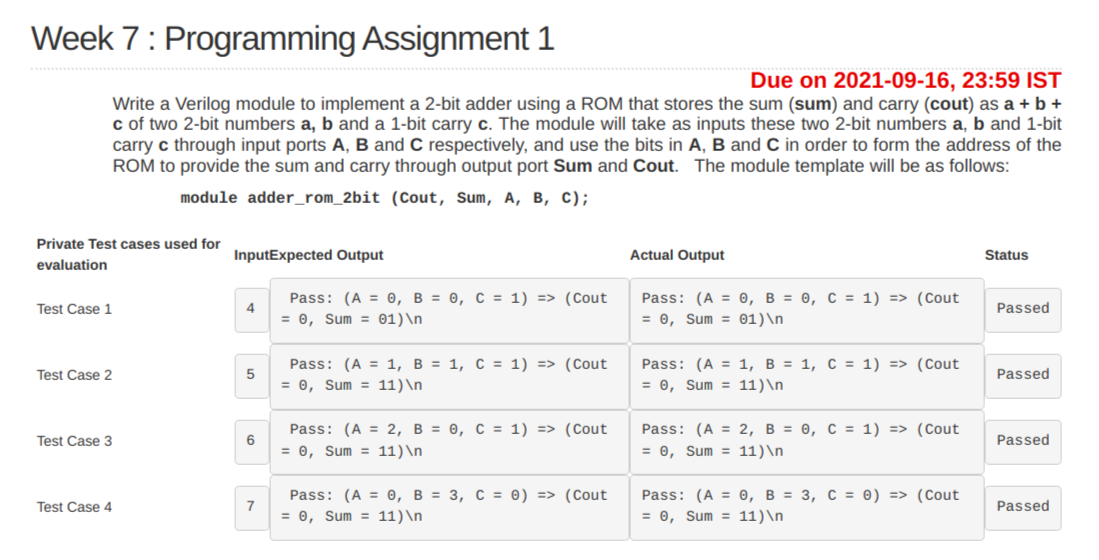 Week 7 : Programming Assignment 1
Due on 2021-09-16, 23:59 IST
Write a Verilog module to implement a 2-bit adder using a ROM that stores the sum (sum) and carry (cout) as a + b +
c of two 2-bit numbers a, b and a 1-bit carry c. The module will take as inputs these two 2-bit numbers a, b and 1-bit
carry c through input ports A, B and C respectively, and use the bits in A, B and C in order to form the address of the
ROM to provide the sum and carry through output port Sum and Cout. The module template will be as follows:
module adder_rom_2bit (Cout, Sum, A, B, C);
Private Test cases used for
evaluation
Input Expected Output Actual Output Status
Test Case 1
4
Pass: (A = 0, B = 0, C = 1) => (Cout
= 0, Sum = 01)\n
Pass: (A = 0, B = 0, C = 1) => (Cout
= 0, Sum = 01)\n
Passed
Test Case 2
5
Pass: (A = 1, B = 1, C = 1) => (Cout
= 0, Sum = 11)\n
Pass: (A = 1, B = 1, C = 1) => (Cout
= 0, Sum = 11)\n
Passed
Test Case 3
6
Pass: (A = 2, B = 0, C = 1) => (Cout
= 0, Sum = 11)\n
Pass: (A = 2, B = 0, C = 1) => (Cout
= 0, Sum = 11)\n
Passed
Test Case 4
7
Pass: (A = 0, B = 3, C = 0) => (Cout
= 0, Sum = 11)\n
Pass: (A = 0, B = 3, C = 0) => (Cout
= 0, Sum = 11)\n
Passed